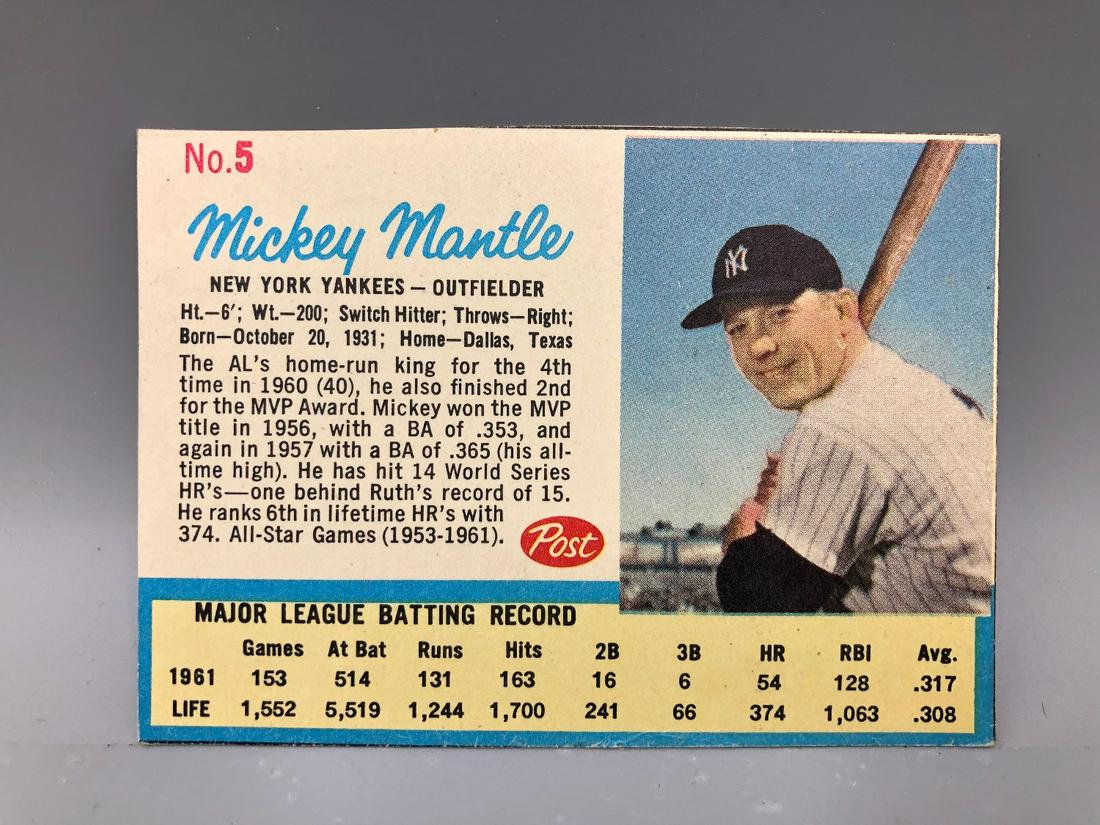 No.5
Mickey Mantle
NEW YORK YANKEES — OUTFIELDER
Ht.—6'; Wt.—200; Switch Hitter; Throws—Right;
Born—October 20, 1931; Home—Dallas, Texas
The AL's home-run king for the 4th
time in 1960 (40), he also finished 2nd
for the MVP Award. Mickey won the MVP
title in 1956, with a BA of .353, and
again in 1957 with a BA of .365 (his all-
time high). He has hit 14 World Series
HR's—one behind Ruth's record of 15.
He ranks 6th in lifetime HR's with
374. All-Star Games (1953-1961).
Post
NY
MAJOR LEAGUE BATTING RECORD
Games At Bat Runs Hits 2B 3B HR RBI Avg.
1961 153 514 131 163 16 6 54 128 .317
LIFE 1,552 5,519 1,244 1,700 241 66 374 1,063 .308